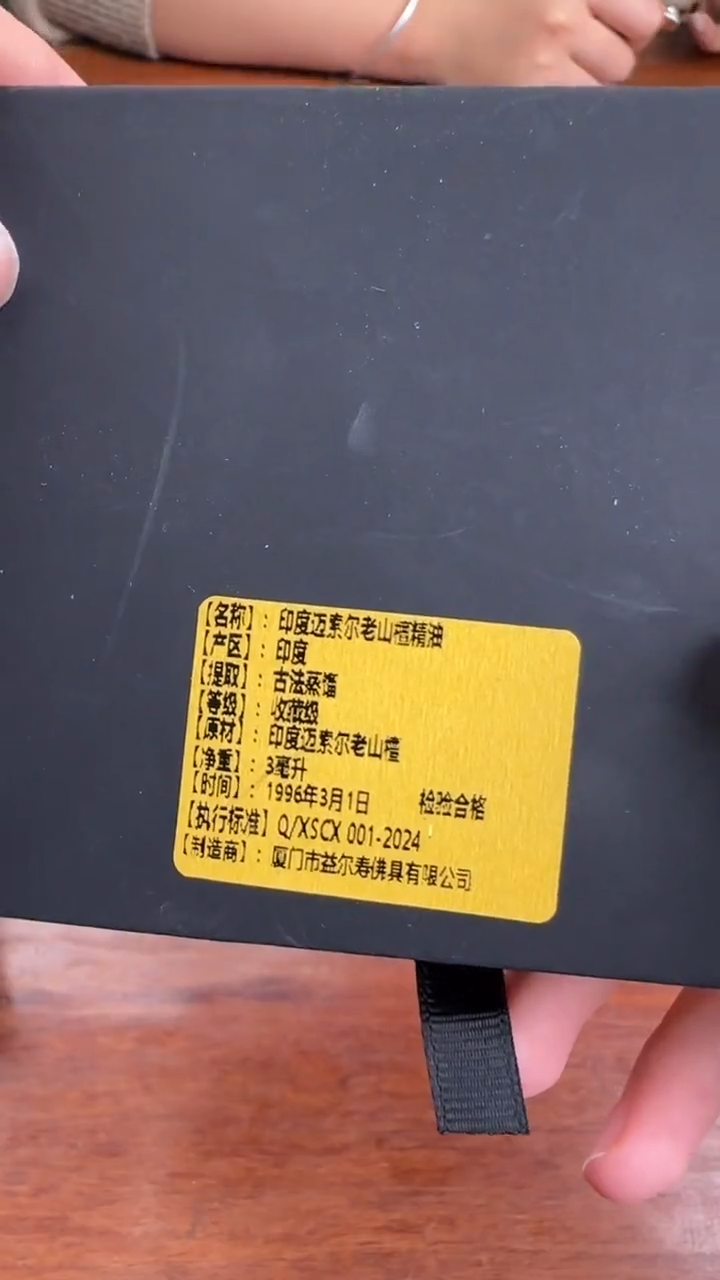 【名称】：印度迈索尔老山檀精油
【产区】：印度
【提取】：古法蒸馏
【等级】：收藏级
【原材】：印度迈索尔老山檀
【净重】：3毫升
【时间】：1996年3月1日 检验合格
【执行标准】Q/XSCX 001-2024
【制造商】：厦门市益尔寿佛具有限公司